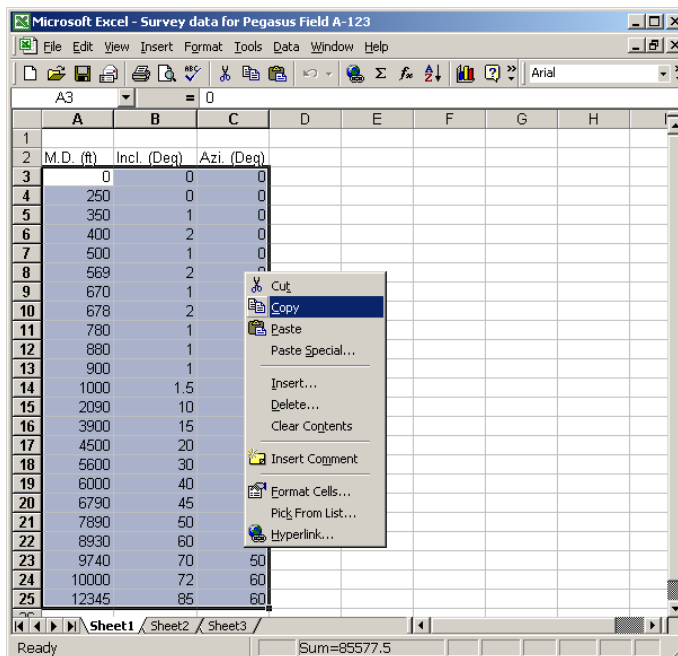 Microsoft Excel - Survey data for Pegasus Field A-123
File Edit View Insert Format Tools Data Window Help
Σ fx Arial
A3 = 0
A B C D E F G H
1
2 M.D. (ft) Incl. (Deg) Azi. (Deg)
3 0 0 0
4 250 0 0
5 350 1 0
6 400 2 0
7 500 1 0
8 569 2
9 670 1 Cut
10 678 2 Copy
11 780 1 Paste
12 880 1 Paste Special...
13 900 1
14 1000 1.5 Insert...
15 2090 10 Delete...
16 3900 15 Clear Contents
17 4500 20
18 5600 30 Insert Comment
19 6000 40
20 6790 45 Format Cells...
21 7890 50 Pick From List...
22 8930 60 Hyperlink...
23 9740 70 50
24 10000 72 60
25 12345 85 60
Sheet1 Sheet2 Sheet3
Ready Sum=85577.5